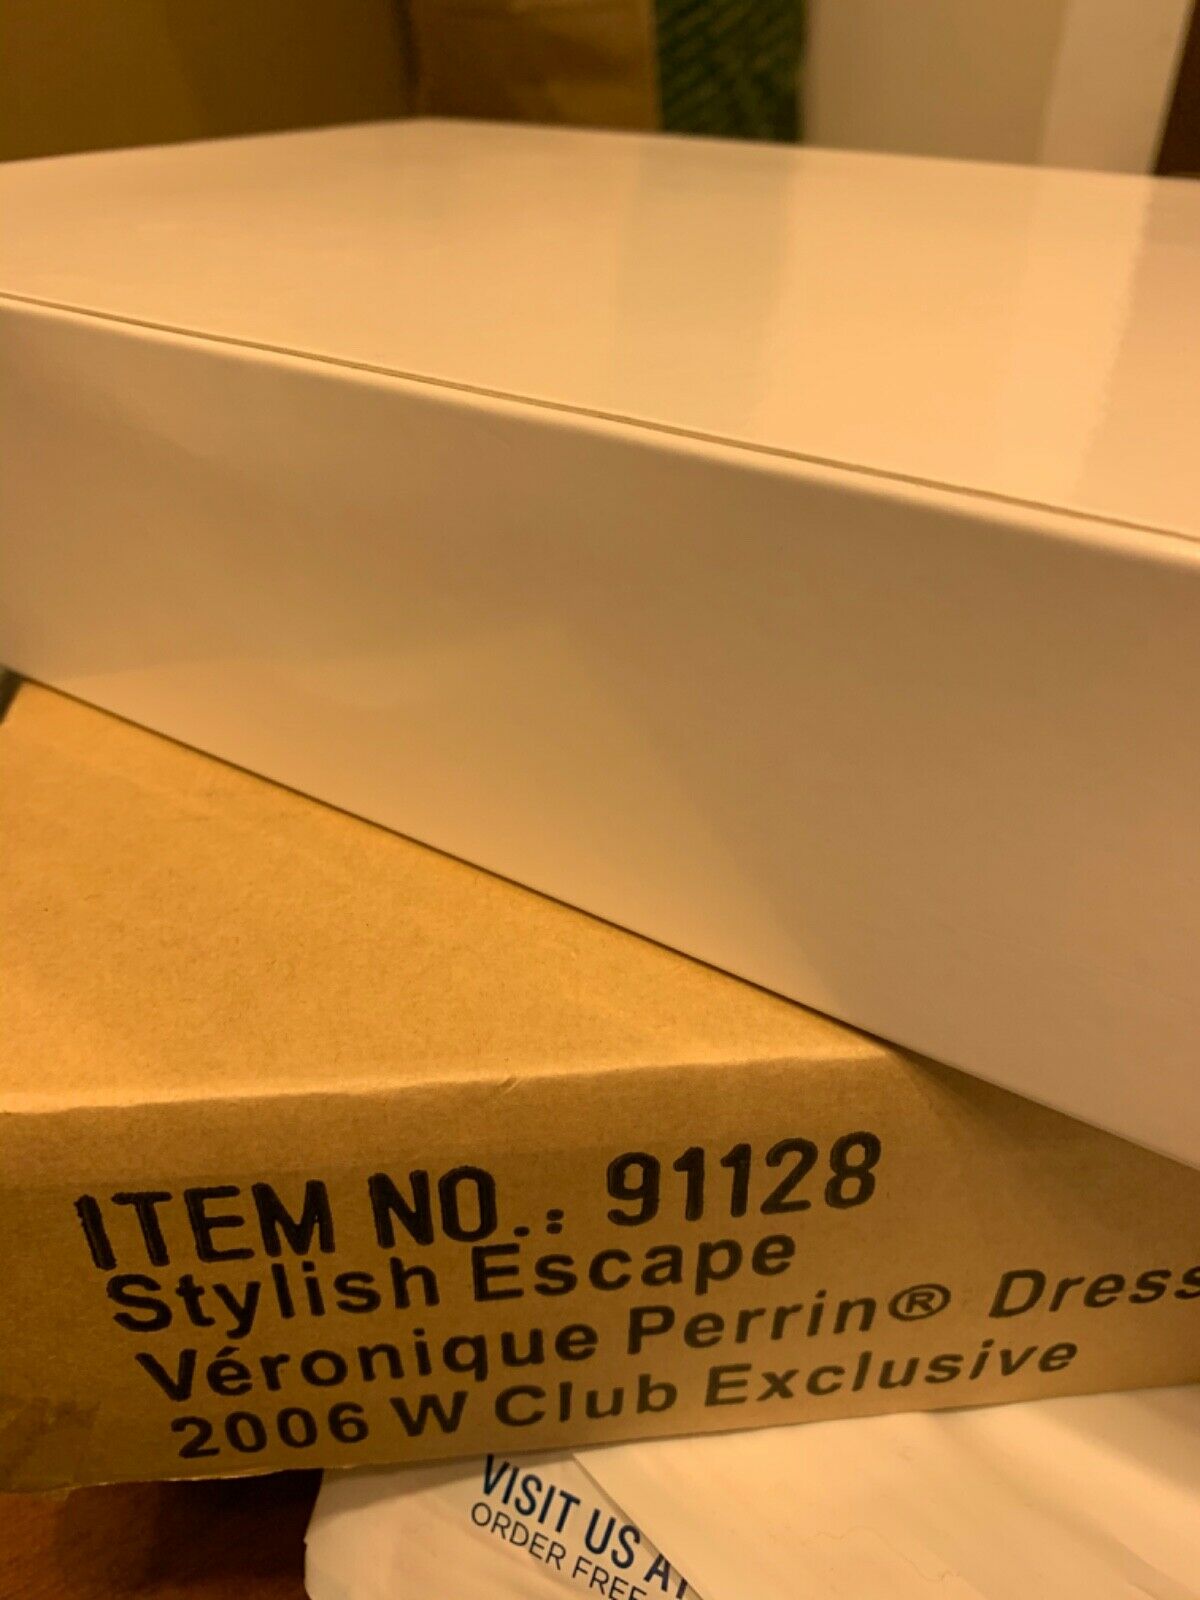 ITEM NO.: 91128
Stylish Escape
Véronique Perrin® Dress
2006 W Club Exclusive
VISIT US AT
ORDER FREE